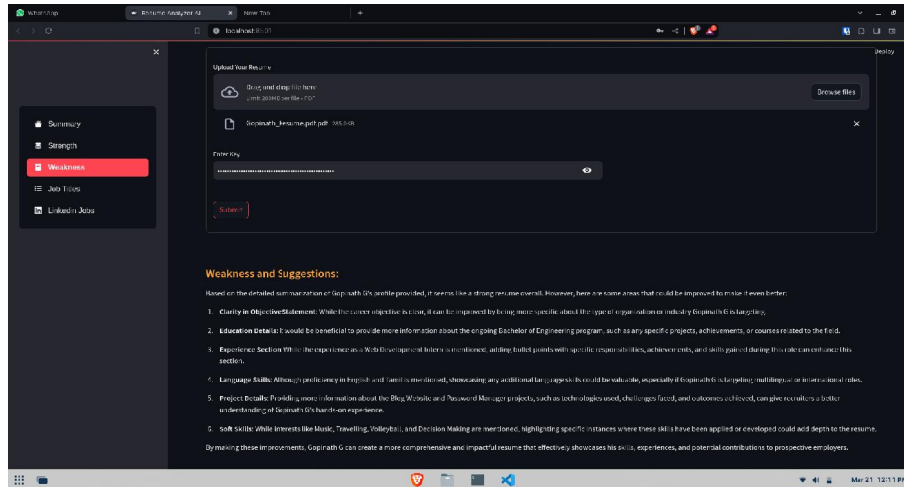 WhatsApp
Resume Analyzer AI
New Tab
localhost:8501
Deploy
Upload Your Resume
Drag and drop file here
Limit 200MB per file • PDF
Browse files
Gopinath_Resume.pdf.pdf 285.0KB
Enter Key
Submit
Summary
Strength
Weakness
Job Titles
Linkedin Jobs
Weakness and Suggestions:
Based on the detailed summarization of Gopinath G's profile provided, it seems like a strong resume overall. However, here are some areas that could be improved to make it even better:
1. Clarity in Objective Statement: While the career objective is clear, it can be improved by being more specific about the type of organization or industry Gopinath G is targeting.
2. Education Details: It would be beneficial to provide more information about the ongoing Bachelor of Engineering program, such as any specific projects, achievements, or courses related to the field.
3. Experience Section While the experience as a Web Development Intern is mentioned, adding bullet points with specific responsibilities, achievements, and skills gained during this role can enhance this
section.
4. Language Skills: Although proficiency in English and Tamil is mentioned, showcasing any additional language skills could be valuable, especially if Gopinath G is targeting multilingual or international roles.
5. Project Details: Providing more information about the Blog Website and Password Manager projects, such as technologies used, challenges faced, and outcomes achieved, can give recruiters a better
understanding of Gopinath G's hands-on experience.
6. Soft Skills: While interests like Music, Travelling, Volleyball, and Decision Making are mentioned, highlighting specific instances where these skills have been applied or developed could add depth to the resume.
By making these improvements, Gopinath G can create a more comprehensive and impactful resume that effectively showcases his skills, experiences, and potential contributions to prospective employers.
Mar 21 12:11 PM